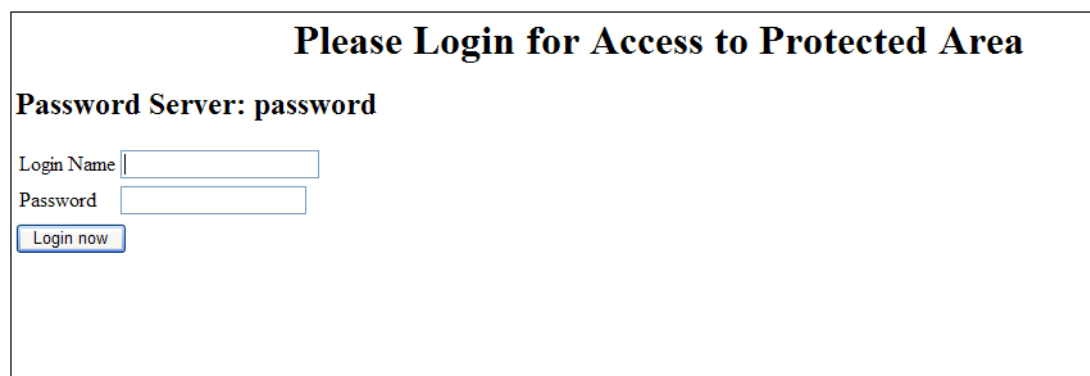 Please Login for Access to Protected Area
Password Server: password
Login Name
Password
Login now